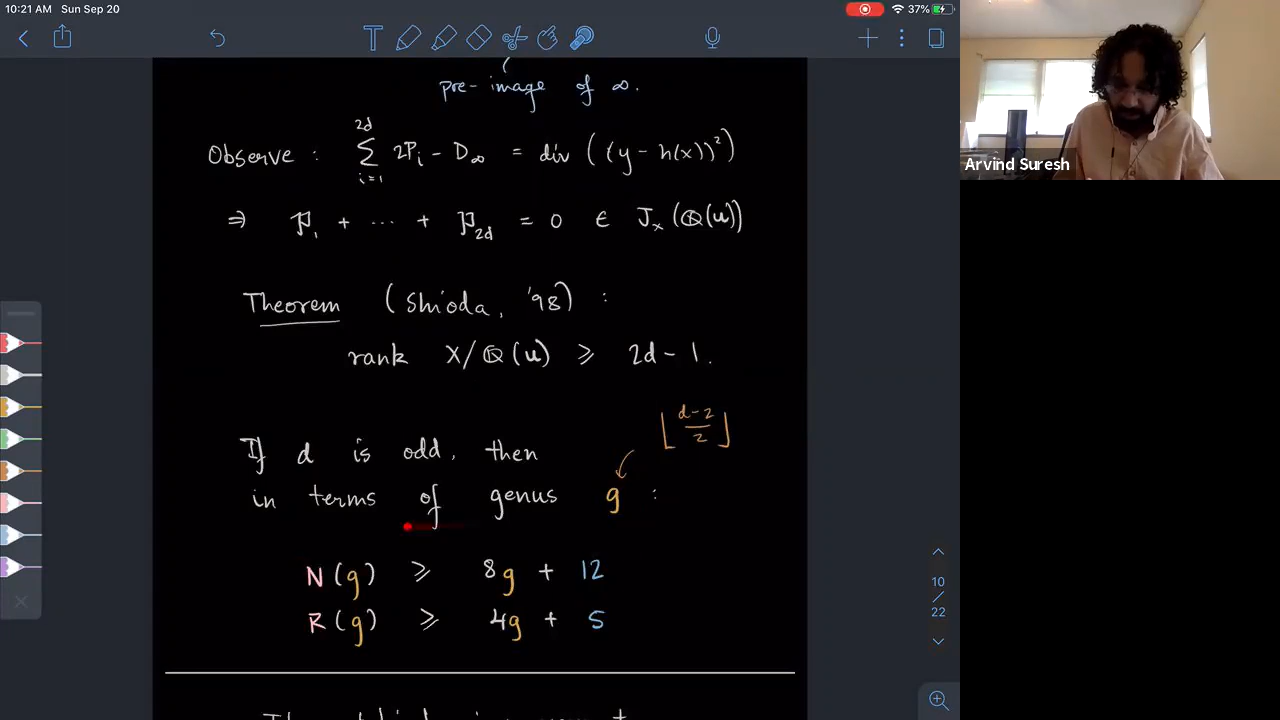 10:21 AM Sun Sep 20
37%
pre-image of ∞.
Observe : \sum_{i=1}^{2d} 2P_i - D_∞ = div ((y - h(x))^2)
⇒ 𝔭_1 + ... + 𝔭_{2d} = 0 ∈ J_X(ℚ(u))
Theorem (Shioda, '98) :
rank X/ℚ(u) ⩾ 2d-1.
⌊\frac{d-2}{2}⌋
If d is odd, then
in terms of genus g :
N(g) ⩾ 8g + 12
R(g) ⩾ 4g + 5
10
/
22
Arvind Suresh